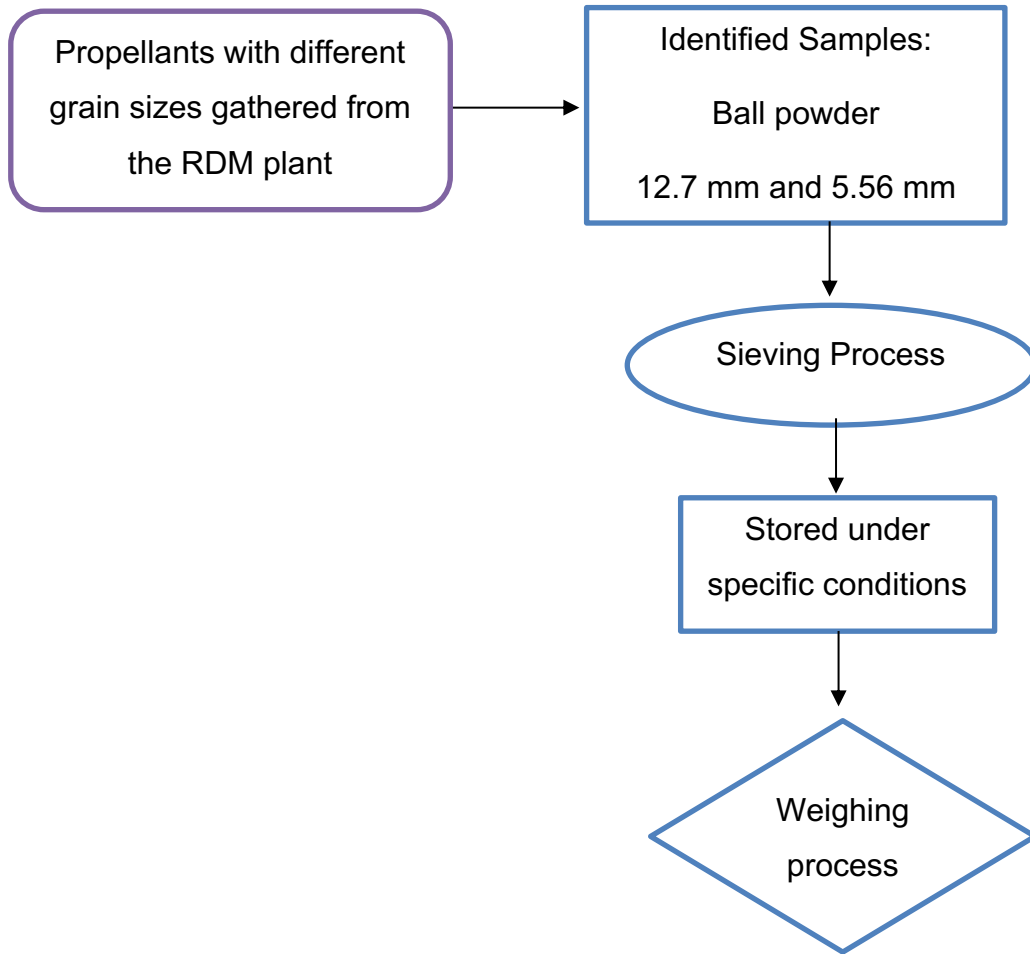 Propellants with different
grain sizes gathered from
the RDM plant
Identified Samples:
Ball powder
12.7 mm and 5.56 mm
Sieving Process
Stored under
specific conditions
Weighing
process